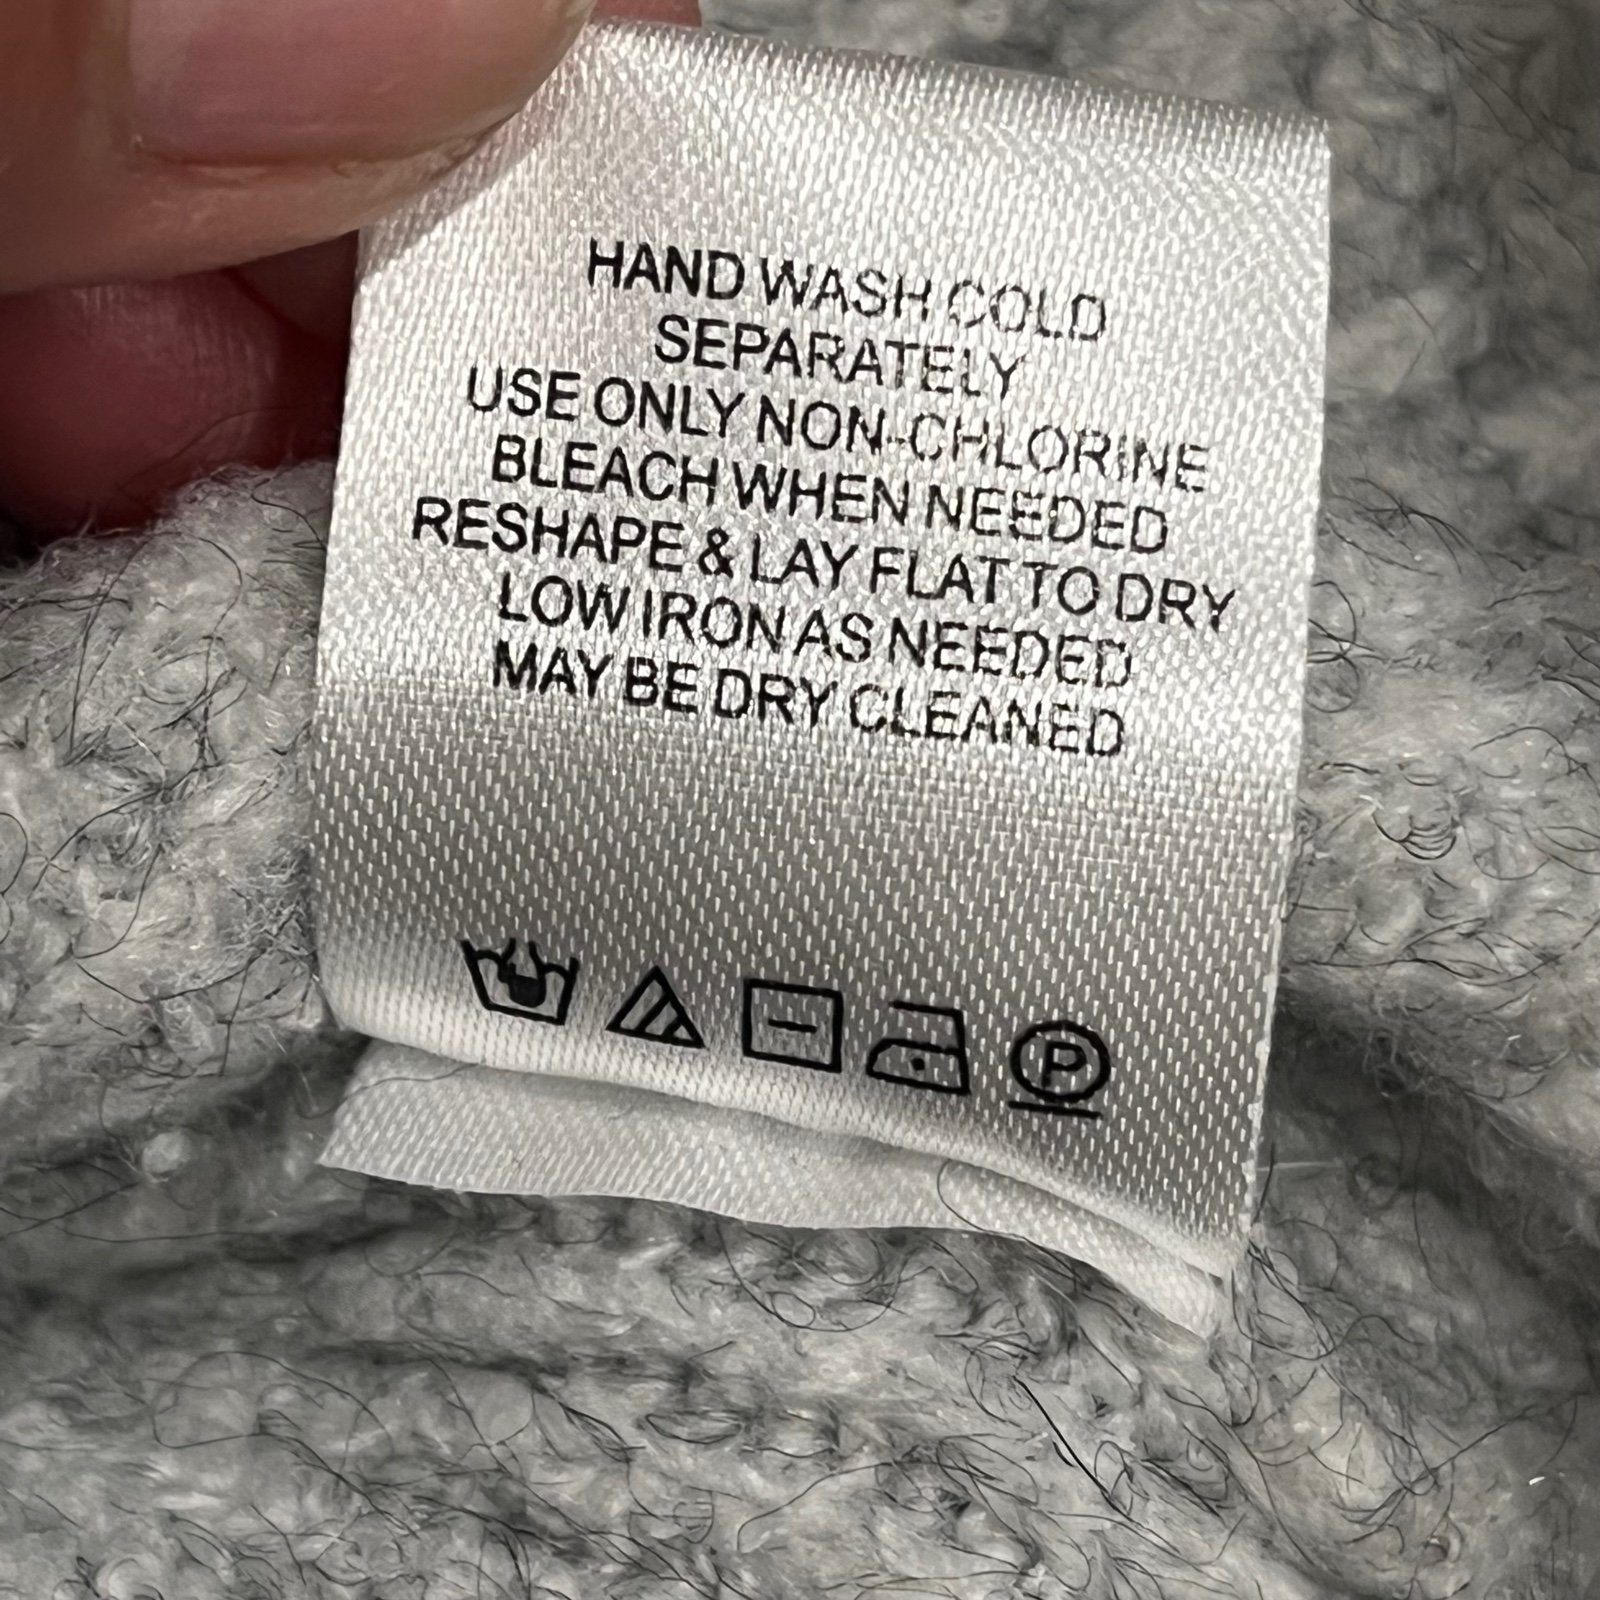 HAND WASH COLD
SEPARATELY
USE ONLY NON-CHLORINE
BLEACH WHEN NEEDED
RESHAPE & LAY FLAT TO DRY
LOW IRON AS NEEDED
MAY BE DRY CLEANED
P